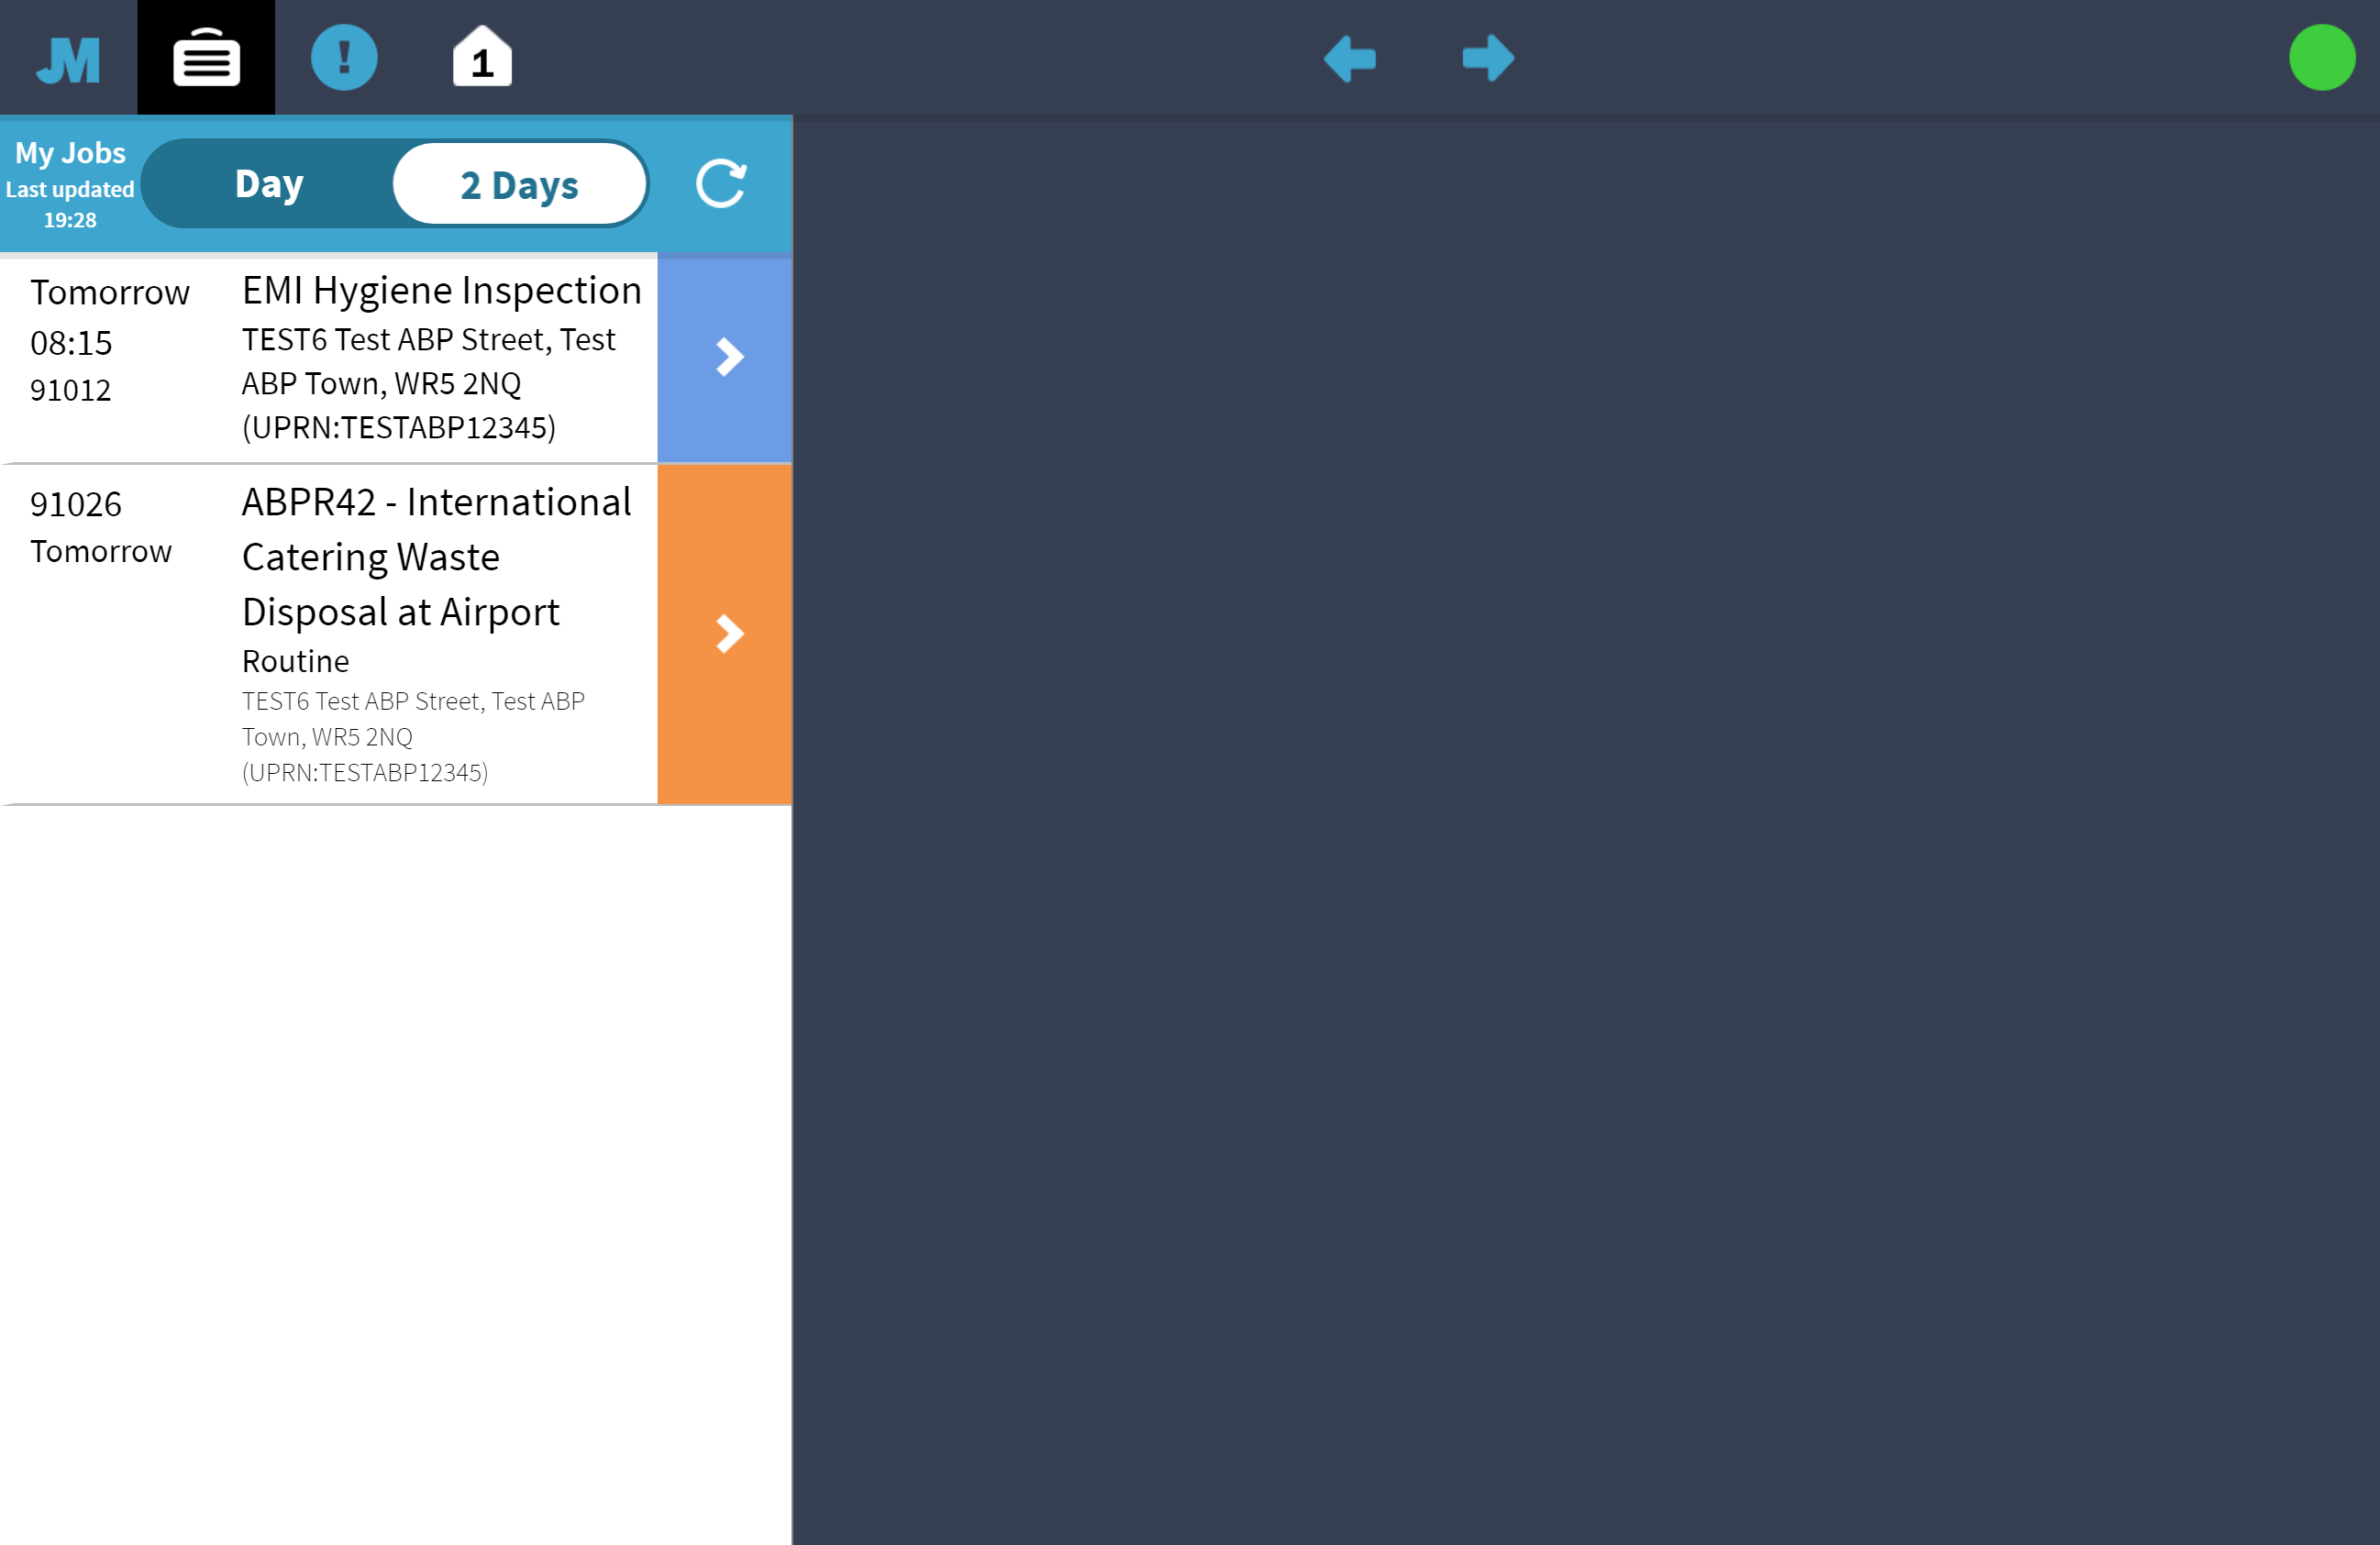 JM
!
1
My Jobs
Last updated
19:28
Day
2 Days
Tomorrow
08:15
91012
EMI Hygiene Inspection
TEST6 Test ABP Street, Test
ABP Town, WR5 2NQ
(UPRN:TESTABP12345)
91026
Tomorrow
ABPR42 - International
Catering Waste
Disposal at Airport
Routine
TEST6 Test ABP Street, Test ABP
Town, WR5 2NQ
(UPRN:TESTABP12345)